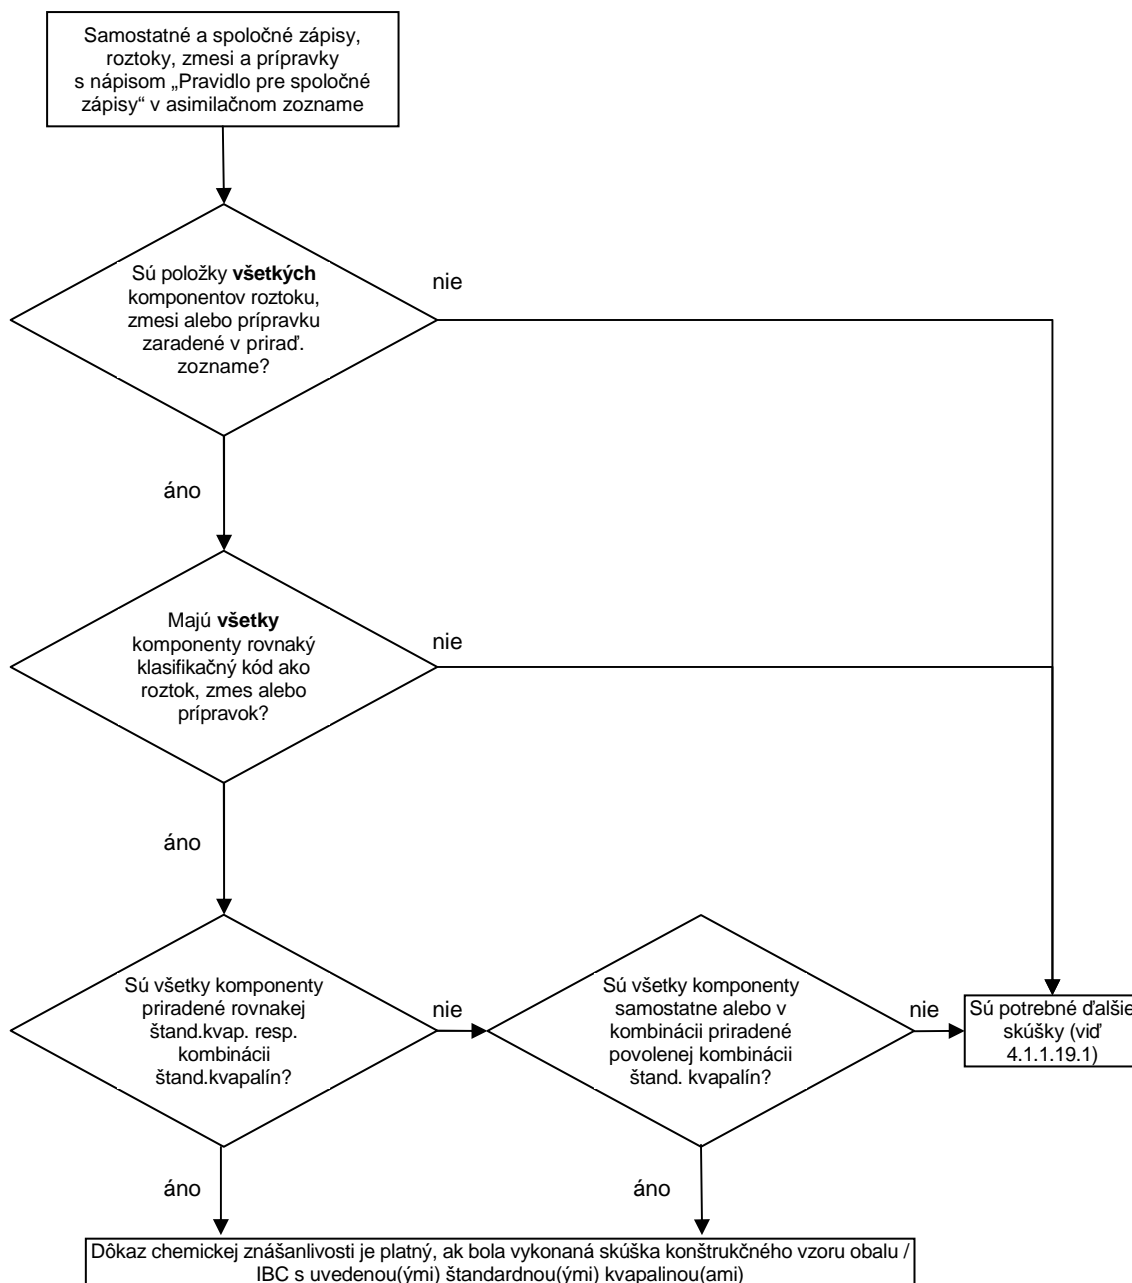 Samostatné a spoločné zápisy,
roztoky, zmesi a prípravky
s nápisom „Pravidlo pre spoločné
zápisy“ v asimilačnom zozname
Sú položky všetkých
komponentov roztoku,
zmesi alebo prípravku
zaradené v priraď.
zozname?
nie
áno
Majú všetky
komponenty rovnaký
klasifikačný kód ako
roztok, zmes alebo
prípravok?
nie
áno
Sú všetky komponenty
priradené rovnakej
štand.kvap. resp.
kombinácii
štand.kvapalín?
nie
Sú všetky komponenty
samostatne alebo v
kombinácii priradené
povolenej kombinácii
štand. kvapalín?
nie
Sú potrebné ďalšie
skúšky (viď
4.1.1.19.1)
áno
áno
Dôkaz chemickej znášanlivosti je platný, ak bola vykonaná skúška konštrukčného vzoru obalu /
IBC s uvedenou(ými) štandardnou(ými) kvapalinou(ami)